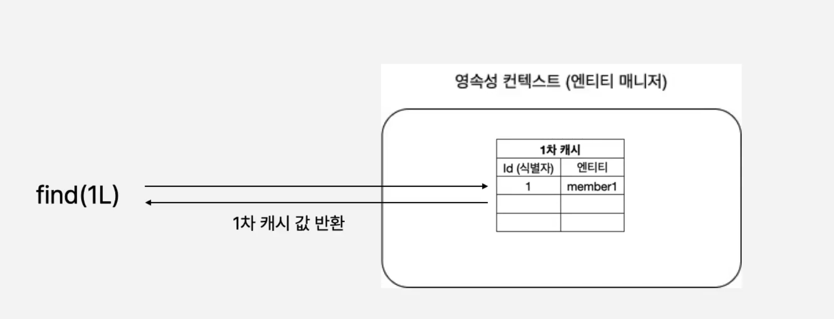 영속성 컨텍스트 (엔티티 매니저)
1차 캐시
Id (식별자) 엔티티
1 member1
find(1L)
1차 캐시 값 반환